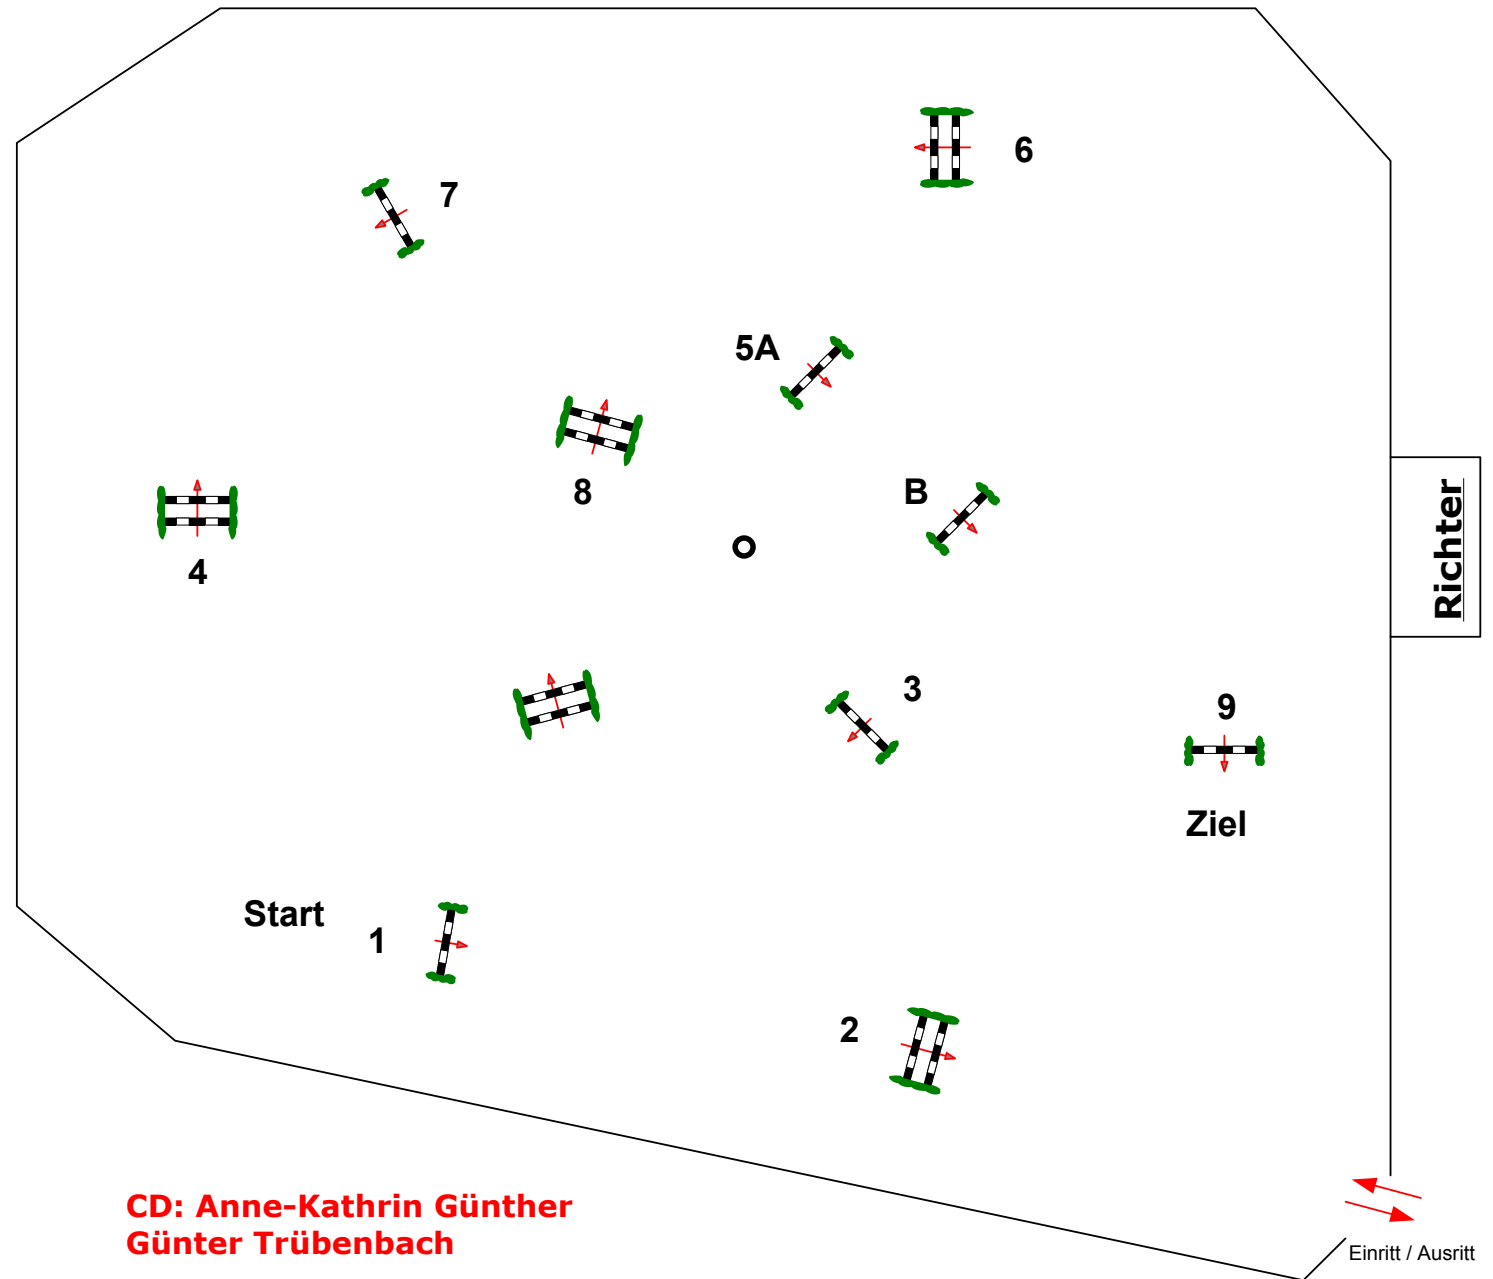 6
7
5A
8
B
Richter
4
3
9
Ziel
Start
1
2
CD: Anne-Kathrin Günther
Günter Trübenbach
Einritt / Ausritt